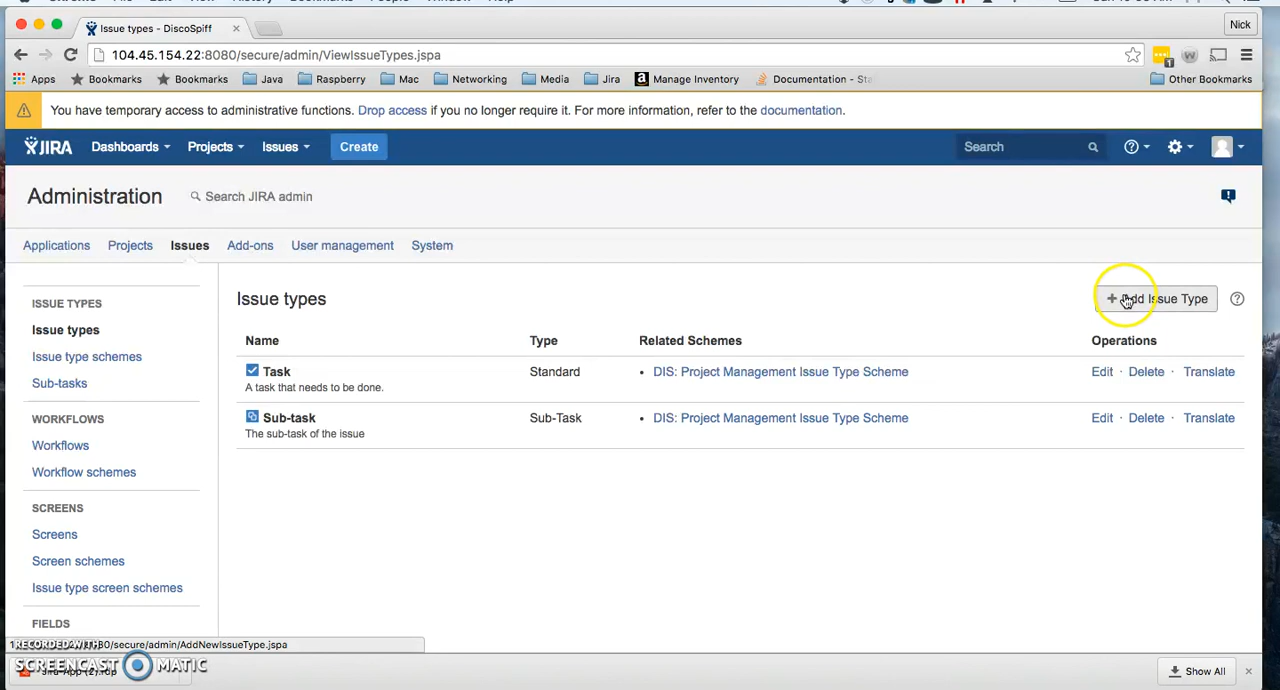 Issue types - DiscoSpiff
Nick
104.45.154.22:8080/secure/admin/ViewIssueTypes.jspa
Apps Bookmarks Bookmarks Java Raspberry Mac Networking Media Jira Manage Inventory Documentation - Sta Other Bookmarks
You have temporary access to administrative functions. Drop access if you no longer require it. For more information, refer to the documentation.
JIRA Dashboards Projects Issues Create Search
Administration Search JIRA admin
Applications Projects Issues Add-ons User management System
ISSUE TYPES
Issue types
Issue type schemes
Sub-tasks
WORKFLOWS
Workflows
Workflow schemes
SCREENS
Screens
Screen schemes
Issue type screen schemes
FIELDS
Issue types
+ Add Issue Type
Name Type Related Schemes Operations
Task Standard • DIS: Project Management Issue Type Scheme Edit · Delete · Translate
A task that needs to be done.
Sub-task Sub-Task • DIS: Project Management Issue Type Scheme Edit · Delete · Translate
The sub-task of the issue
80/secure/admin/AddNewIssueType.jspa
RECORDED WITH
SCREENCAST MATIC
Show All